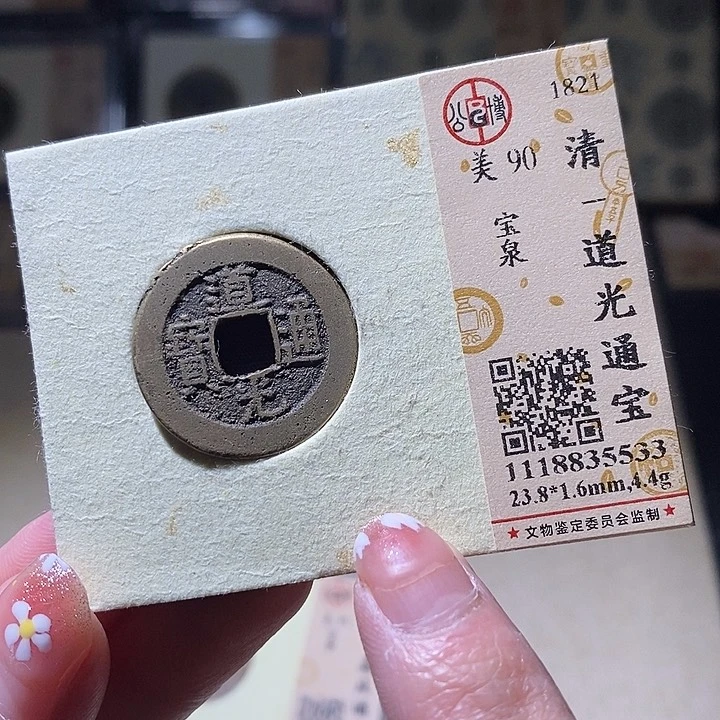 道光通寶
公博
1821
美 90
宝泉
清一道光通宝
1118835533
23.8*1.6mm,4.4g
★文物鉴定委员会监制★